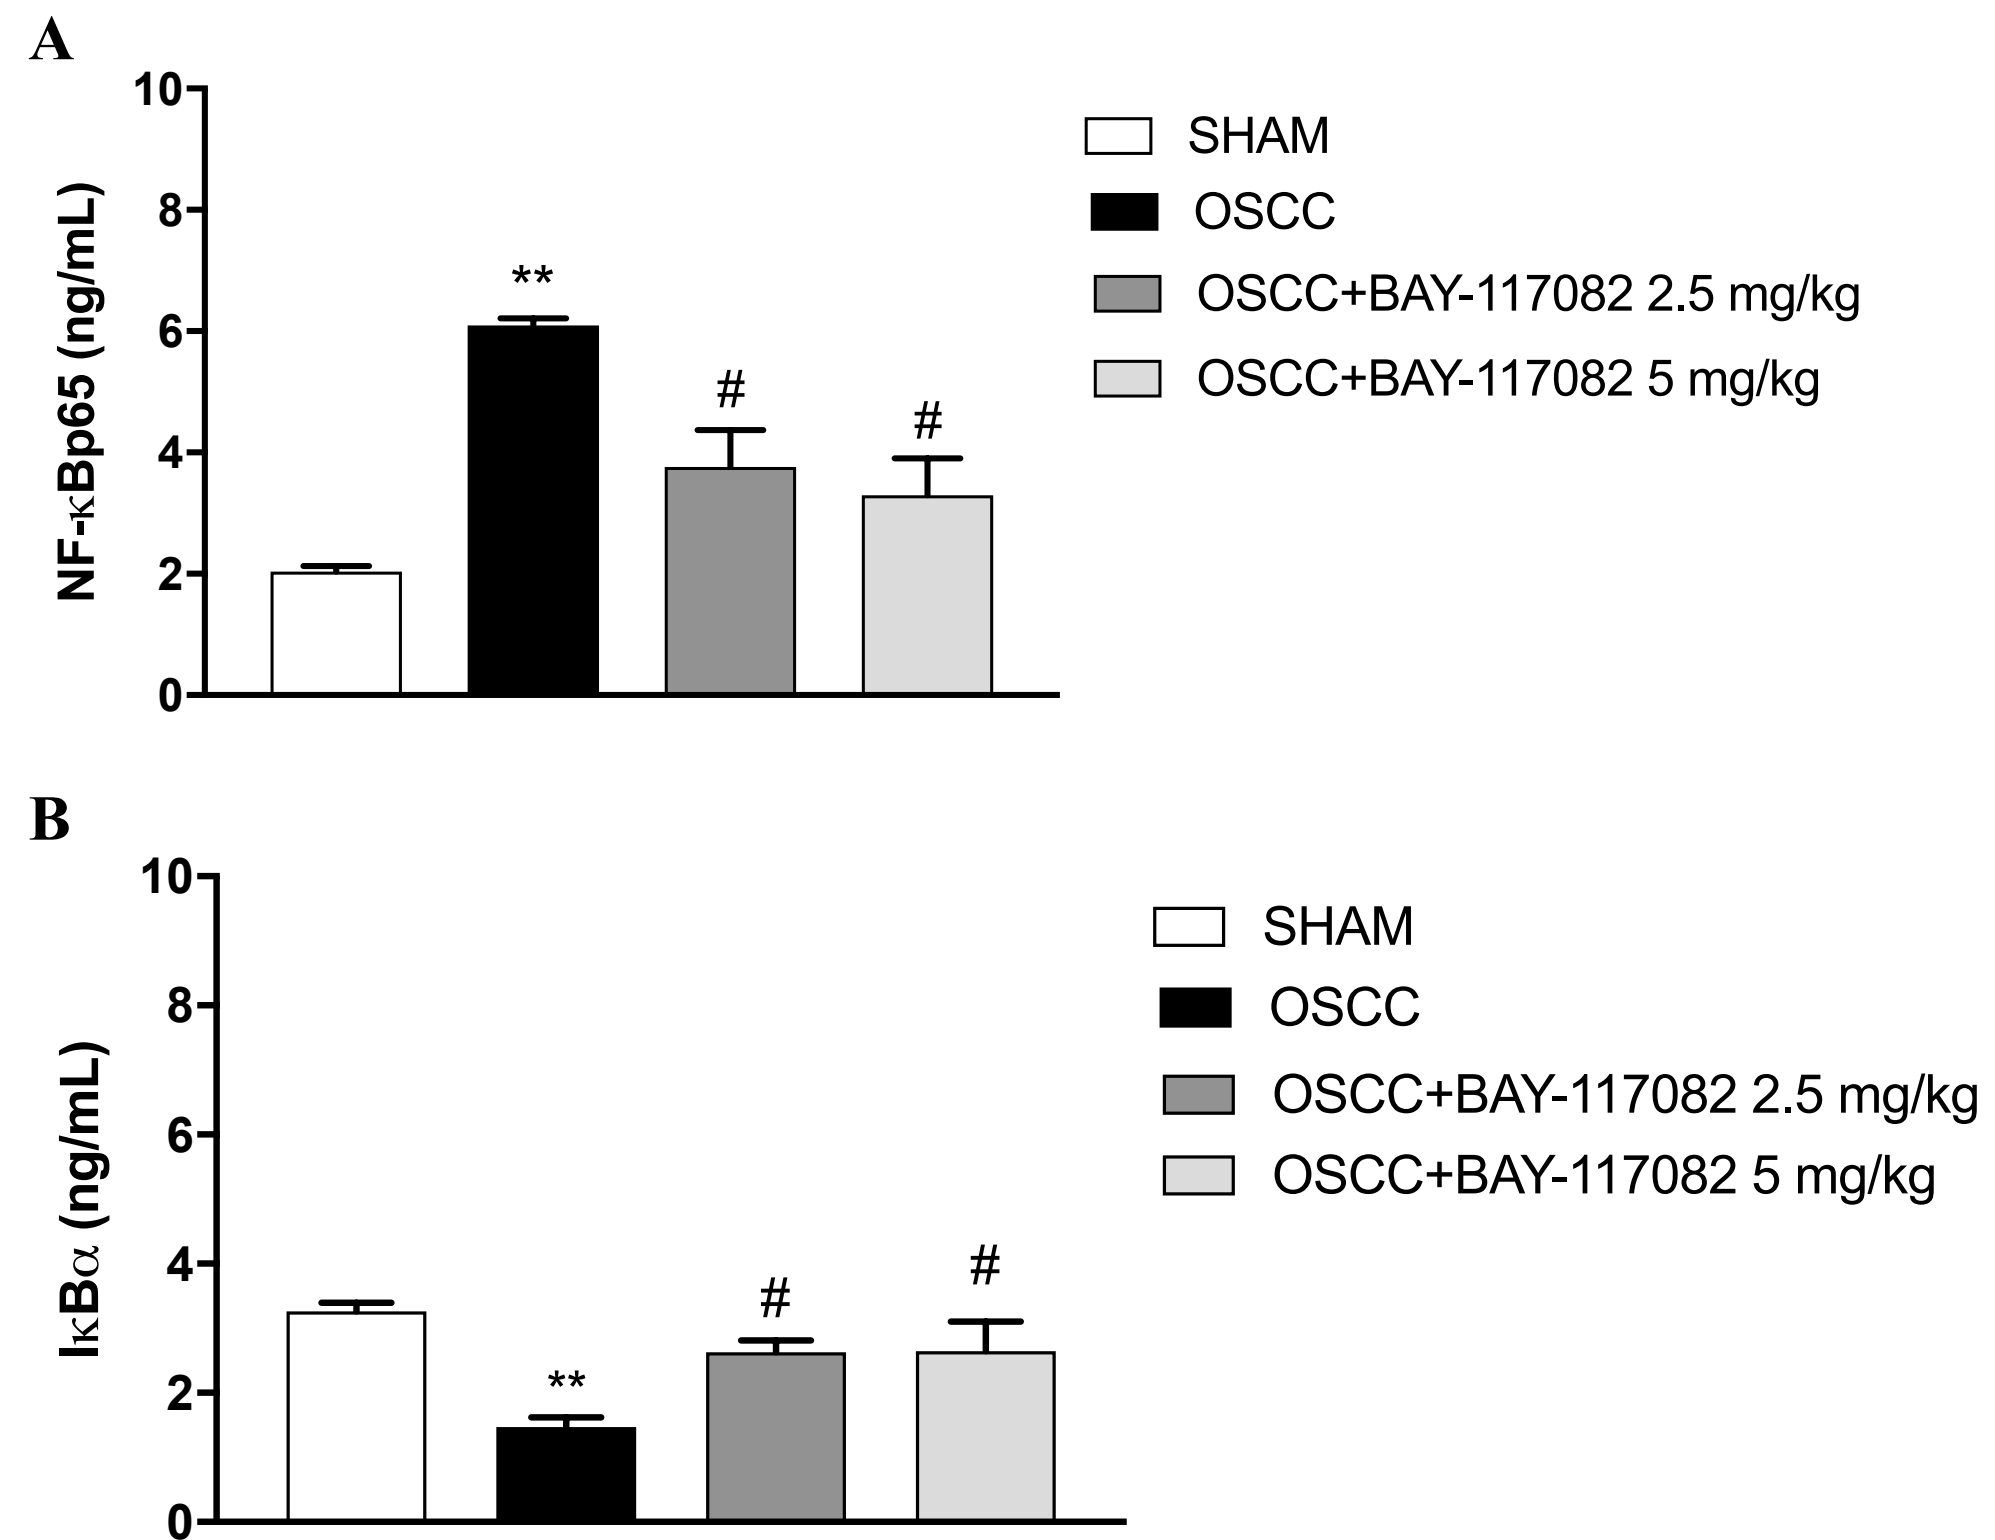 A
10
8
6
4
2
0
NF-κBp65 (ng/mL)
**
#
#
SHAM
OSCC
OSCC+BAY-117082 2.5 mg/kg
OSCC+BAY-117082 5 mg/kg
B
10
8
6
4
2
0
IκBα (ng/mL)
**
#
#
SHAM
OSCC
OSCC+BAY-117082 2.5 mg/kg
OSCC+BAY-117082 5 mg/kg